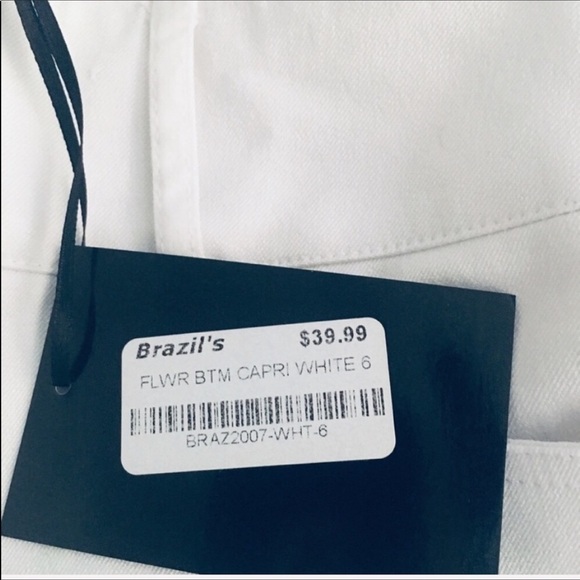 Brazil's $39.99
FLWR BTM CAPRI WHITE 6
BRAZ2007-WHT-6